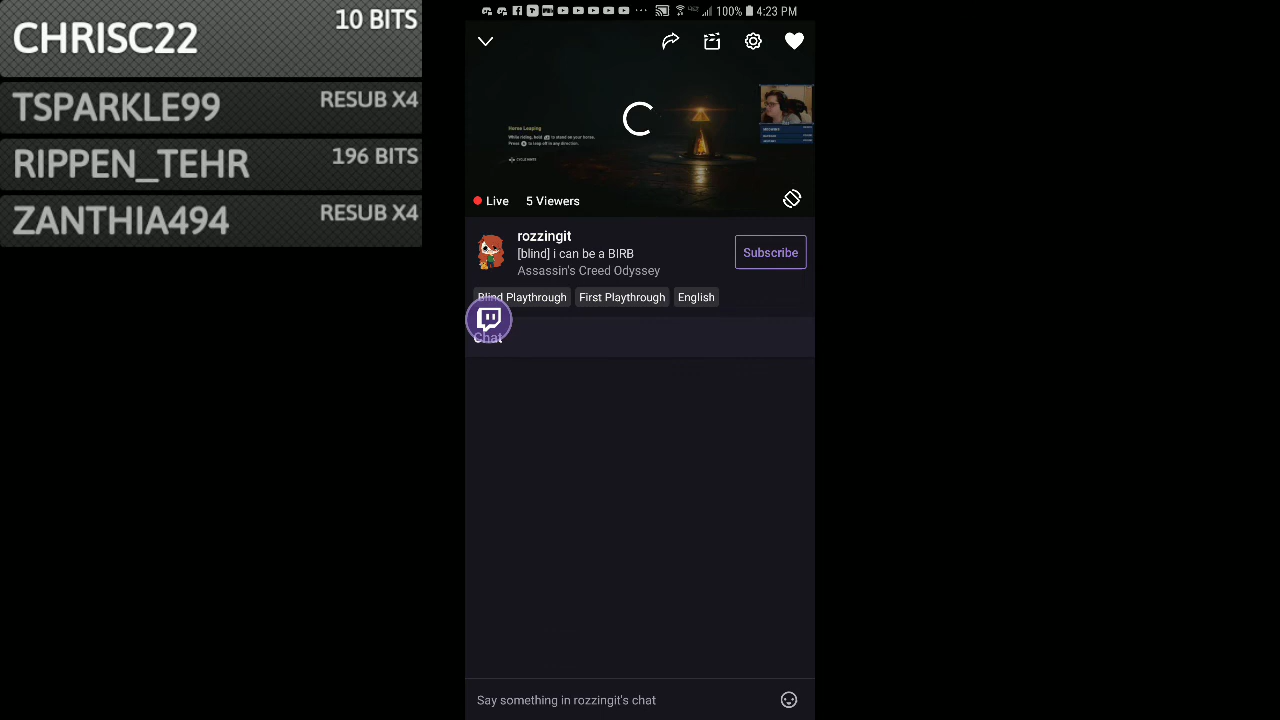 CHRISC22
10 BITS
TSPARKLE99
RESUB X4
RIPPEN_TEHR
196 BITS
ZANTHIA494
RESUB X4
100% 4:23 PM
Horse Leaping
Live 5 Viewers
rozzingit
[blind] i can be a BIRB
Assassin's Creed Odyssey
Subscribe
Blind Playthrough First Playthrough English
Chat
Say something in rozzingit's chat